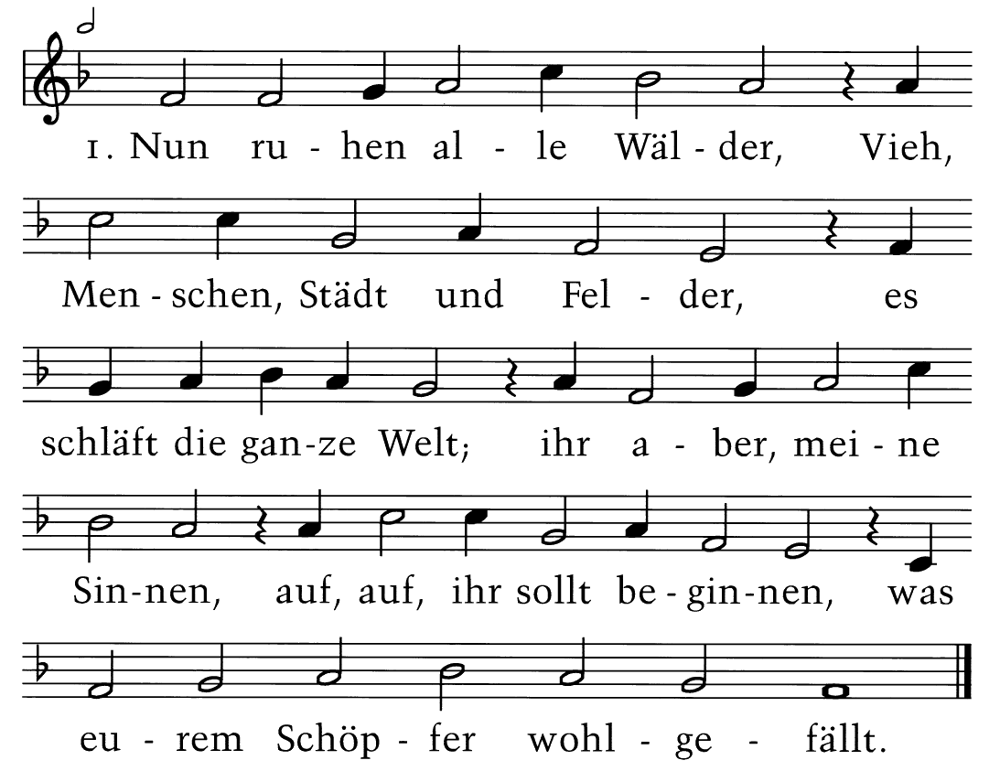 1. Nun ru - hen al - le Wäl - der, Vieh,
Men - schen, Städt und Fel - der, es
schläft die gan-ze Welt; ihr a - ber, mei - ne
Sin-nen, auf, auf, ihr sollt be - gin-nen, was
eu - rem Schöp - fer wohl - ge - fällt.